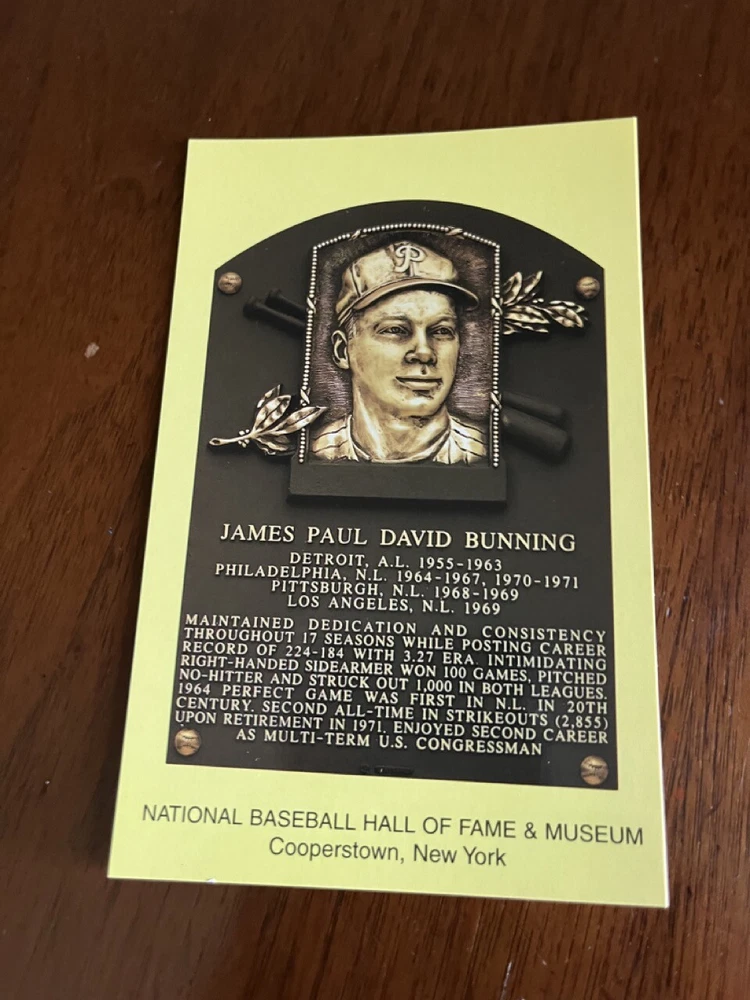 P
JAMES PAUL DAVID BUNNING
DETROIT, A.L. 1955-1963
PHILADELPHIA, N.L. 1964-1967, 1970-1971
PITTSBURGH, N.L. 1968-1969
LOS ANGELES, N.L. 1969
MAINTAINED DEDICATION AND CONSISTENCY
THROUGHOUT 17 SEASONS WHILE POSTING CAREER
RECORD OF 224-184 WITH 3.27 ERA. INTIMIDATING
RIGHT-HANDED SIDEARMER WON 100 GAMES, PITCHED
NO-HITTER AND STRUCK OUT 1,000 IN BOTH LEAGUES.
1964 PERFECT GAME WAS FIRST IN N.L. IN 20TH
CENTURY. SECOND ALL-TIME IN STRIKEOUTS (2,855)
UPON RETIREMENT IN 1971. ENJOYED SECOND CAREER
AS MULTI-TERM U.S. CONGRESSMAN
NATIONAL BASEBALL HALL OF FAME & MUSEUM
Cooperstown, New York